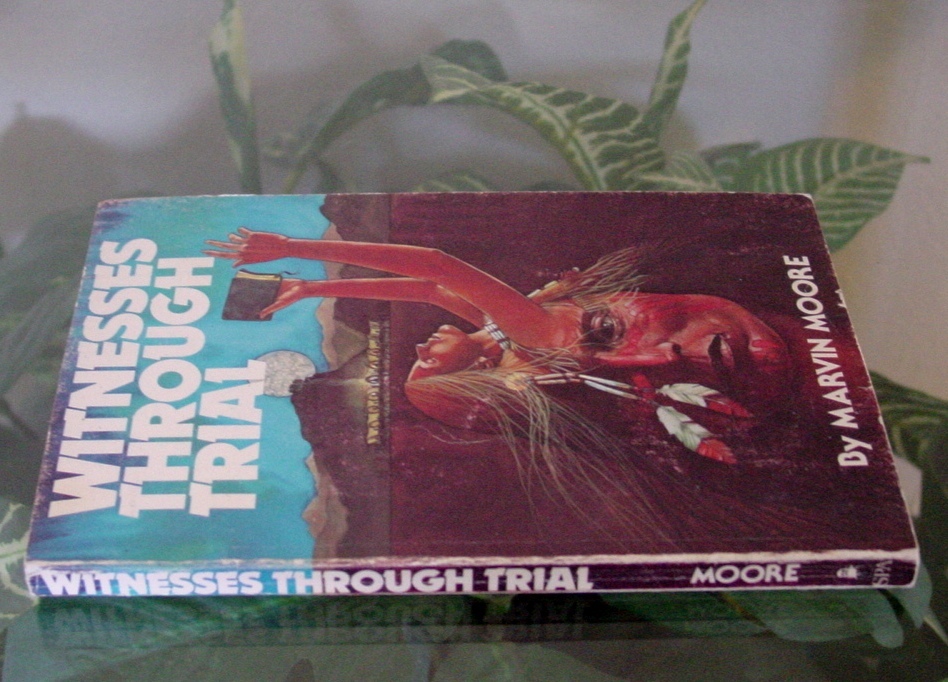 WITNESSES
THROUGH
TRIAL
By MARVIN MOORE
WITNESSES THROUGH TRIAL MOORE